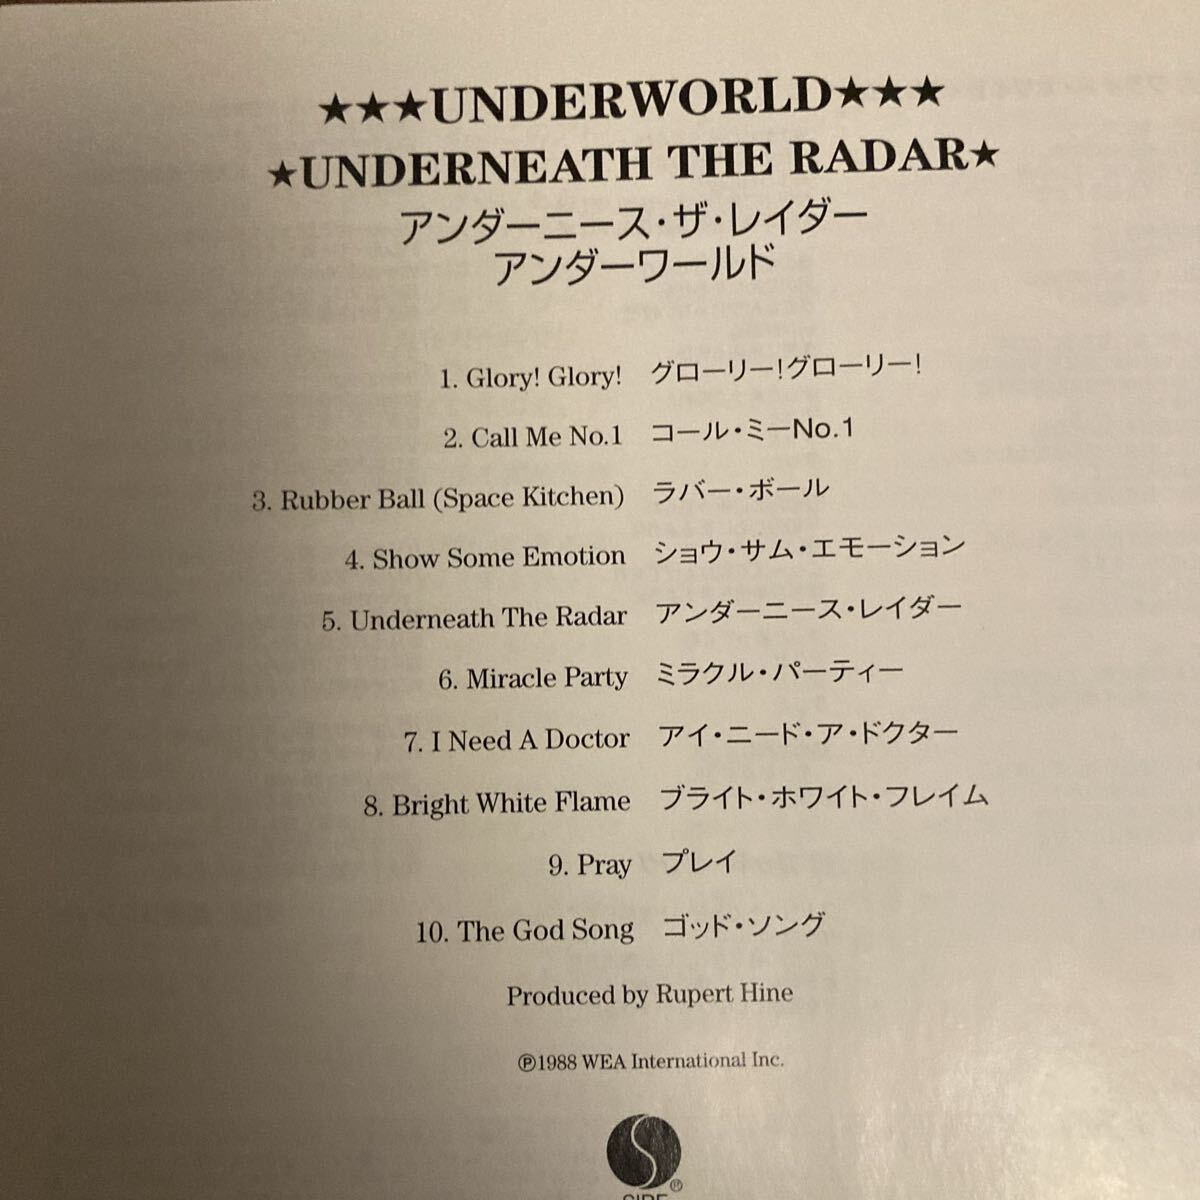 ★★★UNDERWORLD★★★
★UNDERNEATH THE RADAR★
アンダーニース・ザ・レイダー
アンダーワールド
1. Glory! Glory! グローリー!グローリー!
2. Call Me No.1 コール・ミーNo.1
3. Rubber Ball (Space Kitchen) ラバー・ボール
4. Show Some Emotion ショウ・サム・エモーション
5. Underneath The Radar アンダーニース・レイダー
6. Miracle Party ミラクル・パーティー
7. I Need A Doctor アイ・ニード・ア・ドクター
8. Bright White Flame ブライト・ホワイト・フレイム
9. Pray プレイ
10. The God Song ゴッド・ソング
Produced by Rupert Hine
℗1988 WEA International Inc.
S®